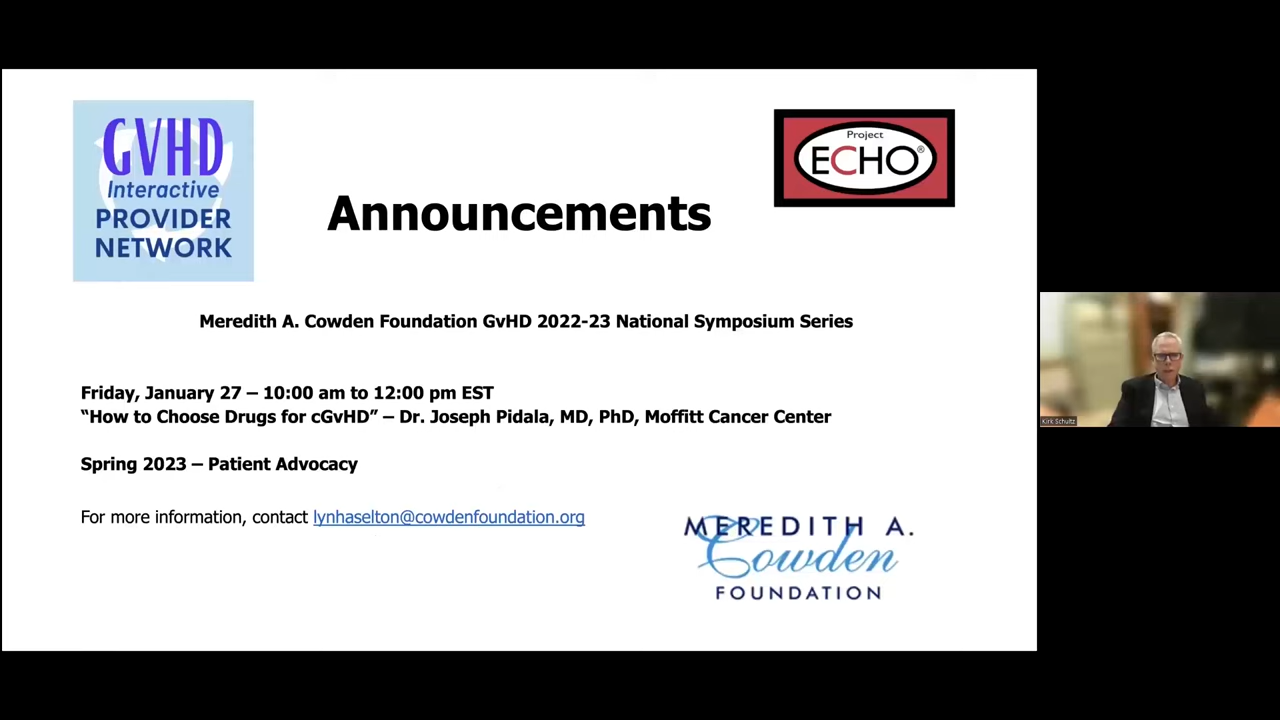 GVHD
Interactive
PROVIDER
NETWORK
Project
ECHO®
Announcements
Meredith A. Cowden Foundation GvHD 2022-23 National Symposium Series
Friday, January 27 – 10:00 am to 12:00 pm EST
“How to Choose Drugs for cGvHD” – Dr. Joseph Pidala, MD, PhD, Moffitt Cancer Center
Spring 2023 – Patient Advocacy
For more information, contact lynhaselton@cowdenfoundation.org
MEREDITH A.
Cowden
FOUNDATION
Kirk Schultz